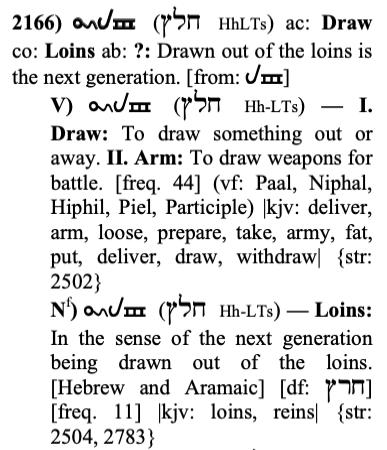 2166) (חלץ HhLTs) ac: Draw
co: Loins ab: ?: Drawn out of the loins is
the next generation. [from: ]
V) (חלץ Hh-LTs) — I.
Draw: To draw something out or
away. II. Arm: To draw weapons for
battle. [freq. 44] (vf: Paal, Niphal,
Hiphil, Piel, Participle) |kjv: deliver,
arm, loose, prepare, take, army, fat,
put, deliver, draw, withdraw| {str:
2502}
Nᶠ) (חלץ Hh-LTs) — Loins:
In the sense of the next generation
being drawn out of the loins.
[Hebrew and Aramaic] [df: חרץ]
[freq. 11] |kjv: loins, reins| {str:
2504, 2783}